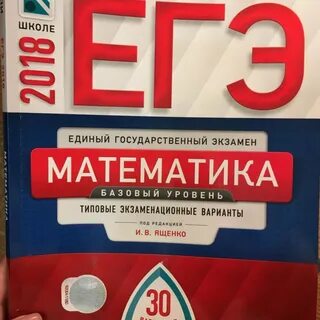 ШКОЛЕ
2018
ЕГЭ
ЕДИНЫЙ ГОСУДАРСТВЕННЫЙ ЭКЗАМЕН
МАТЕМАТИКА
БАЗОВЫЙ УРОВЕНЬ
ТИПОВЫЕ ЭКЗАМЕНАЦИОННЫЕ ВАРИАНТЫ
ПОД РЕДАКЦИЕЙ
И. В. ЯЩЕНКО
30